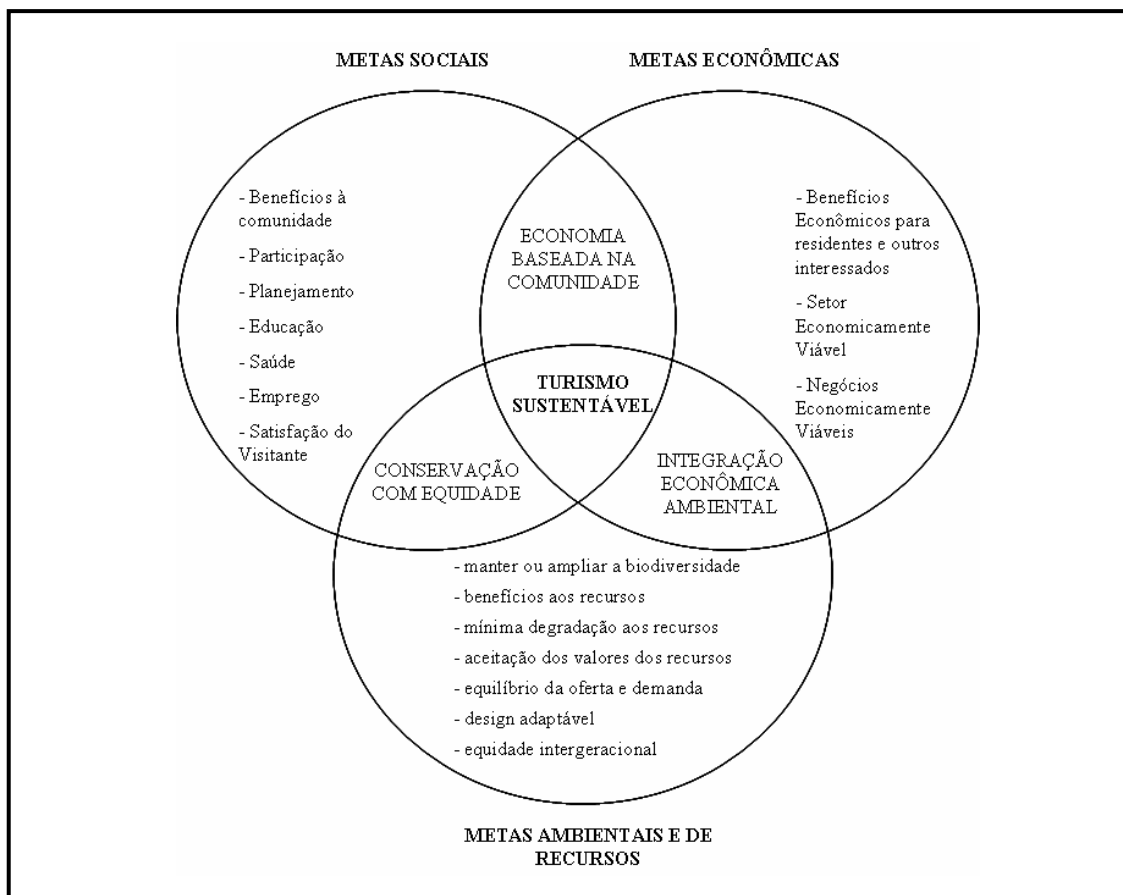 METAS SOCIAIS
METAS ECONÔMICAS
- Benefícios à
comunidade
- Participação
- Planejamento
- Educação
- Saúde
- Emprego
- Satisfação do
Visitante
ECONOMIA
BASEADA NA
COMUNIDADE
- Benefícios
Econômicos para
residentes e outros
interessados
- Setor
Economicamente
Viável
- Negócios
Economicamente
Viáveis
TURISMO
SUSTENTÁVEL
CONSERVAÇÃO
COM EQUIDADE
INTEGRAÇÃO
ECONÔMICA
AMBIENTAL
- manter ou ampliar a biodiversidade
- benefícios aos recursos
- mínima degradação aos recursos
- aceitação dos valores dos recursos
- equilíbrio da oferta e demanda
- design adaptável
- equidade intergeracional
METAS AMBIENTAIS E DE
RECURSOS